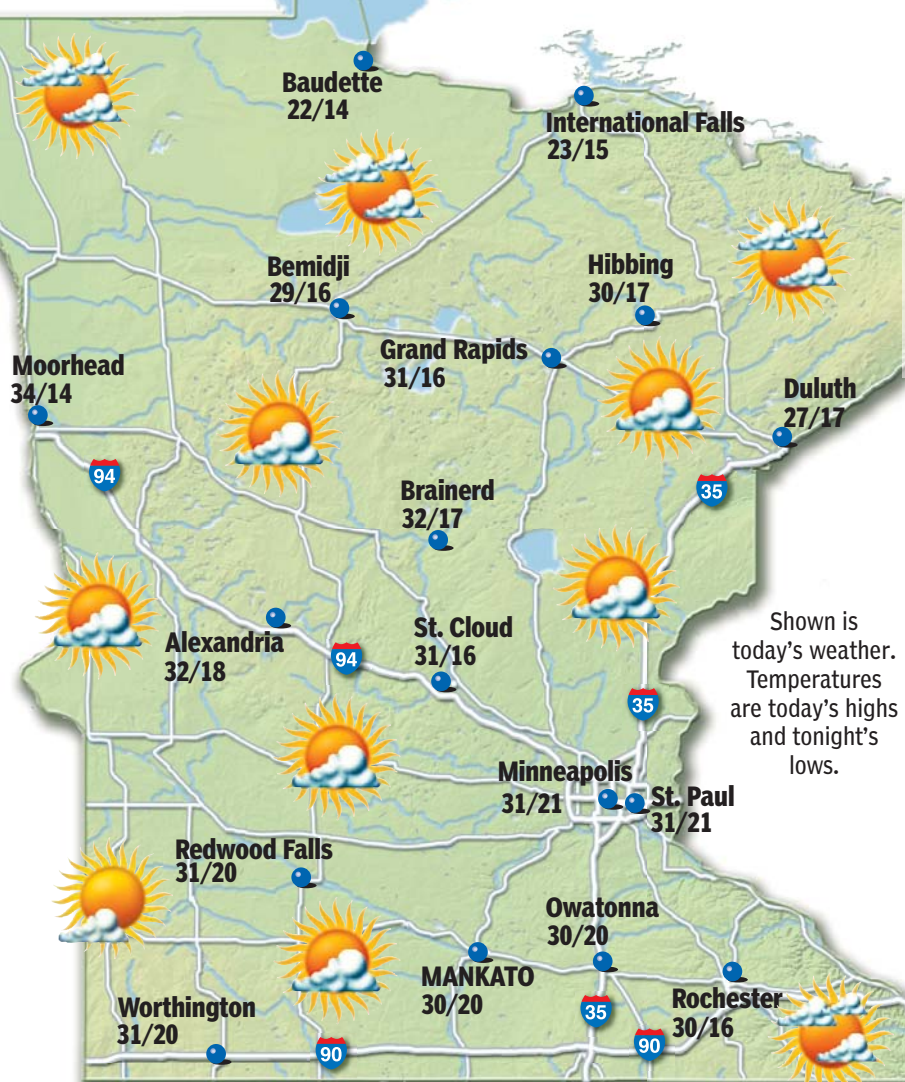 Baudette
22/14
International Falls
23/15
Bemidji
29/16
Hibbing
30/17
Grand Rapids
31/16
Moorhead
34/14
Duluth
27/17
94
35
Brainerd
32/17
Alexandria
32/18
St. Cloud
31/16
94
35
Shown is
today's weather.
Temperatures
are today's highs
and tonight's
lows.
Minneapolis
31/21
St. Paul
31/21
Redwood Falls
31/20
Owatonna
30/20
MANKATO
30/20
Rochester
30/16
Worthington
31/20
35
90
90